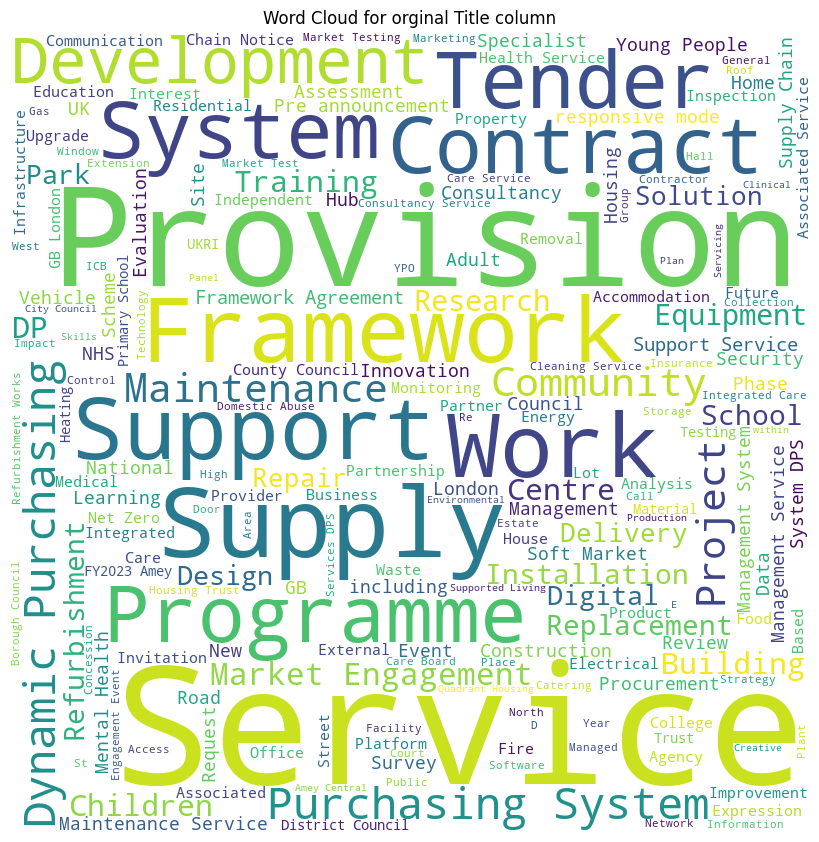 Word Cloud for orginal Title column
Communication
Chain Notice
Market Testing
Marketing
Specialist
Young People
Development
Tender
Health Service
General
Supply Chain
Education
Interest
Assessment
Roof
Home
UK
Residential
Pre announcement
Inspection
Gas
System
Contract
Property
responsive mode
Infrastructure
Upgrade
Window
Extension
Market Test
Hall
Park
Site
Training
Care Service
Contractor
Clinical
Associated Service
Evaluation
Independent
Hub
Consultancy Service
Consultancy
Housing
Group
Solution
Provision
GB London
West
ICB
UKRI
Removal
Servicing
Adult
Plan
YPO
Panel
Primary School
Vehicle
Scheme
Framework Agreement
Research
Accommodation
Future
Collection
City Council
Technology
Framework
Equipment
DP
Impact
Skills
NHS
Support Service
Security
County Council
Innovation
Cleaning Service
Insurance
Control
Heating
Maintenance
Monitoring
Community
Phase
Integrated Care
Domestic Abuse
Partner
Council
Storage
School
Refurbishment Works
Dynamic Purchasing
Support
Re
Energy
Work
Testing
within
National
High
Repair
Partnership
Lot
Analysis
Project
Management System
Management Service
System DPS
Medical
Learning
Provider
Business
London
Centre
Call
Data
Environmental
Production
Door
Net Zero
Area
Services DPS
Supply
Management
Material
Estate
Integrated
House
Delivery
Care
Waste
Soft Market
FY2023 Amey
Design
GB
including
Supported Living
Installation
Borough Council
Refurbishment
Housing Trust
Programme
Digital
E
Product
Food
Based
Replacement
Concession
New
External
Event
Construction
Review
Invitation
Care Board
Place
Electrical
Building
Mental Health
Engagement Event
Market Engagement
Procurement
Strategy
Road
Quadrant Housing
Catering
Service
Request
Street
North
D
Year
College
Facility
Trust
Plant
Access
Office
Platform
Court
Fire
Managed
Agency
Creative
St
Survey
Software
Children
Associated
Amey Central
Public
Improvement
Purchasing System
Expression
Maintenance Service
District Council
Network
Information